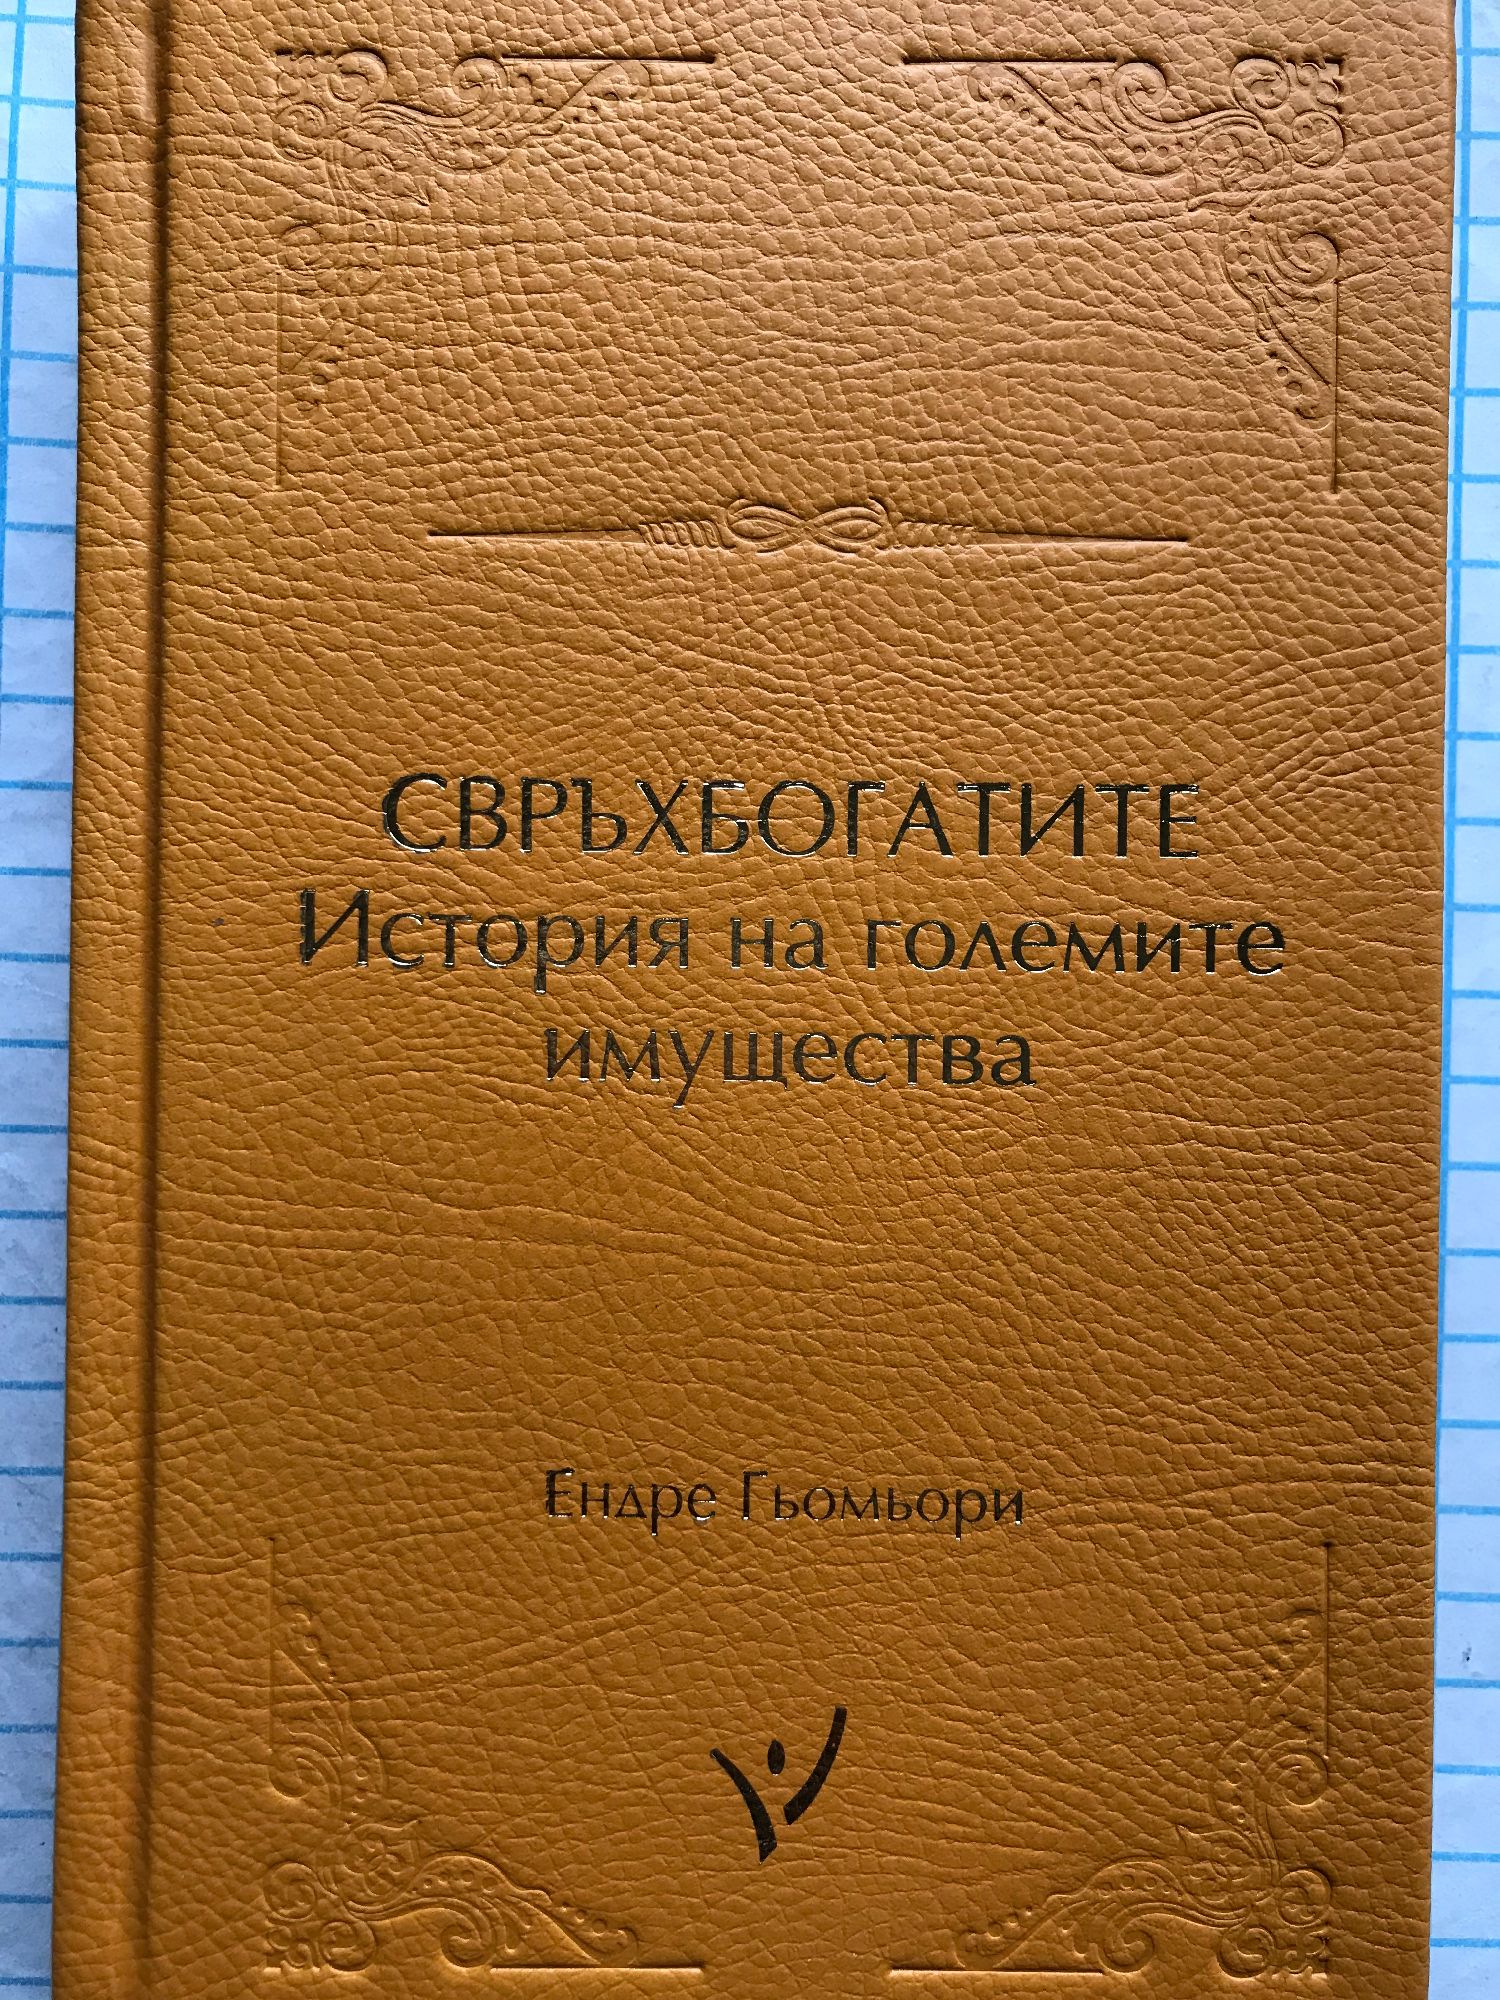 СВРЪХБОГАТИТЕ
История на големите
имущества
Ендре Гьомьори